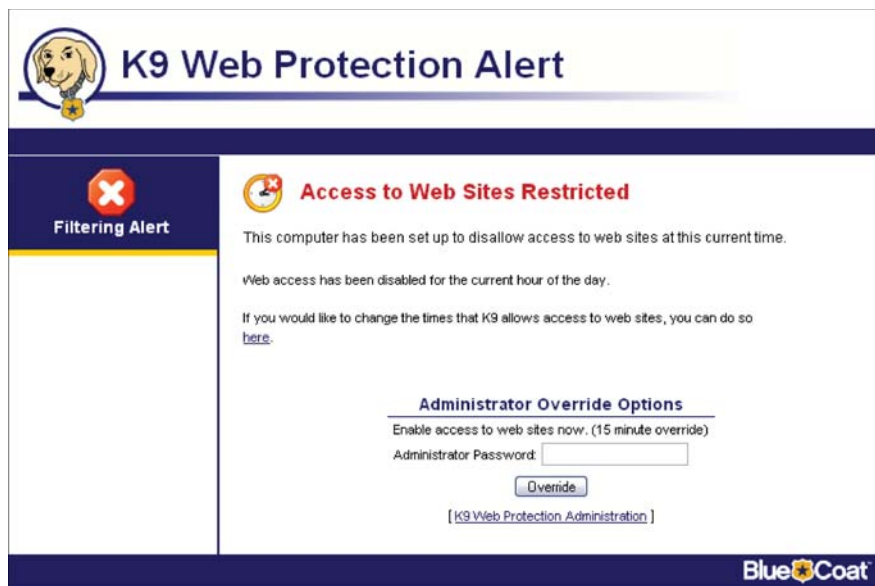 K9 Web Protection Alert
Filtering Alert
Access to Web Sites Restricted
This computer has been set up to disallow access to web sites at this current time.
Web access has been disabled for the current hour of the day.
If you would like to change the times that K9 allows access to web sites, you can do so
here.
Administrator Override Options
Enable access to web sites now. (15 minute override)
Administrator Password:
Override
[ K9 Web Protection Administration ]
Blue Coat